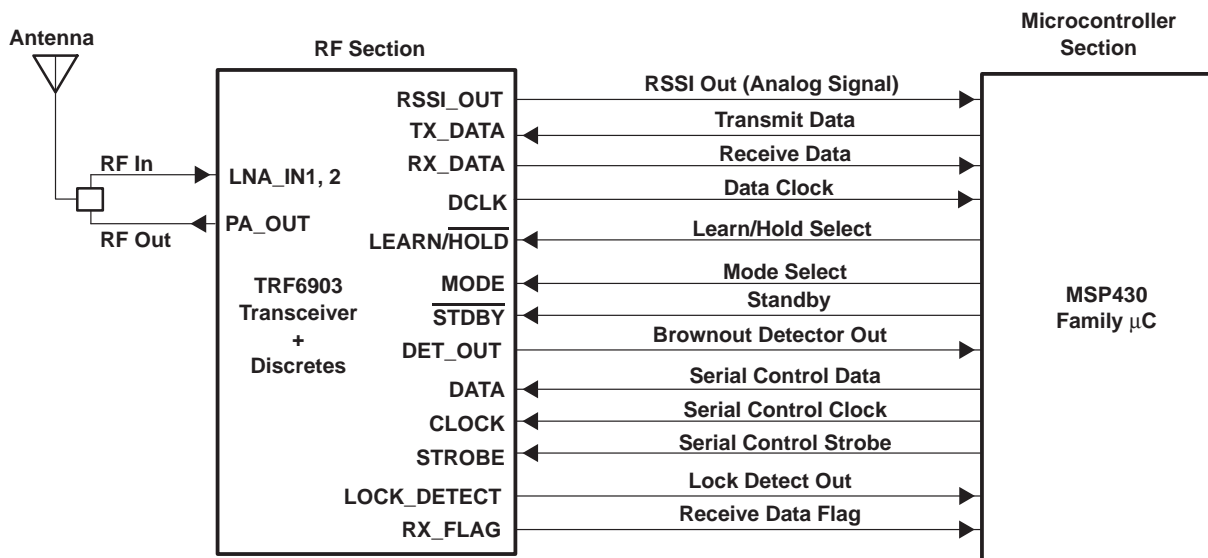 Antenna
RF Section
Microcontroller
Section
RF In
RF Out
LNA_IN1, 2
PA_OUT
TRF6903
Transceiver
+
Discretes
RSSI_OUT
TX_DATA
RX_DATA
DCLK
LEARN/HOLD
MODE
STDBY
DET_OUT
DATA
CLOCK
STROBE
LOCK_DETECT
RX_FLAG
RSSI Out (Analog Signal)
Transmit Data
Receive Data
Data Clock
Learn/Hold Select
Mode Select
Standby
Brownout Detector Out
Serial Control Data
Serial Control Clock
Serial Control Strobe
Lock Detect Out
Receive Data Flag
MSP430
Family μC